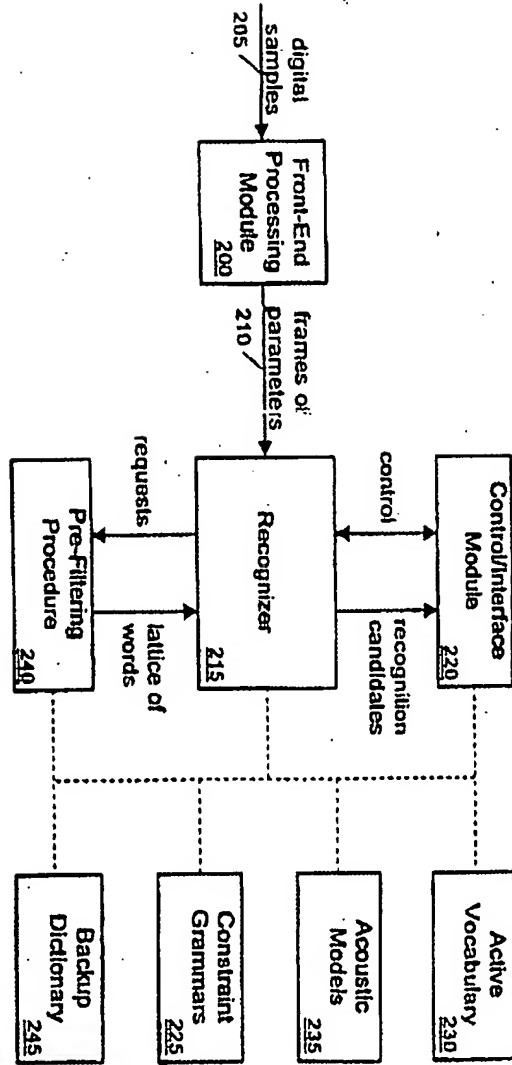 digital
samples
205
Front-End
Processing
Module
200
frames of
parameters
210
Control/Interface
Module
220
control
recognition
candidates
Recognizer
215
requests
lattice of
words
Pre-Filtering
Procedure
240
Active
Vocabulary
230
Acoustic
Models
235
Constraint
Grammars
225
Backup
Dictionary
245